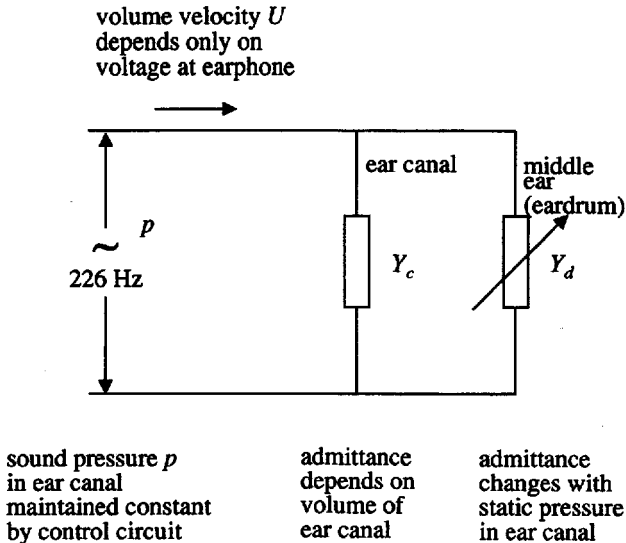 volume velocity U
depends only on
voltage at earphone
ear canal
middle
ear
(eardrum)
p
~
226 Hz
Y_c
Y_d
sound pressure p
in ear canal
maintained constant
by control circuit
admittance
depends on
volume of
ear canal
admittance
changes with
static pressure
in ear canal